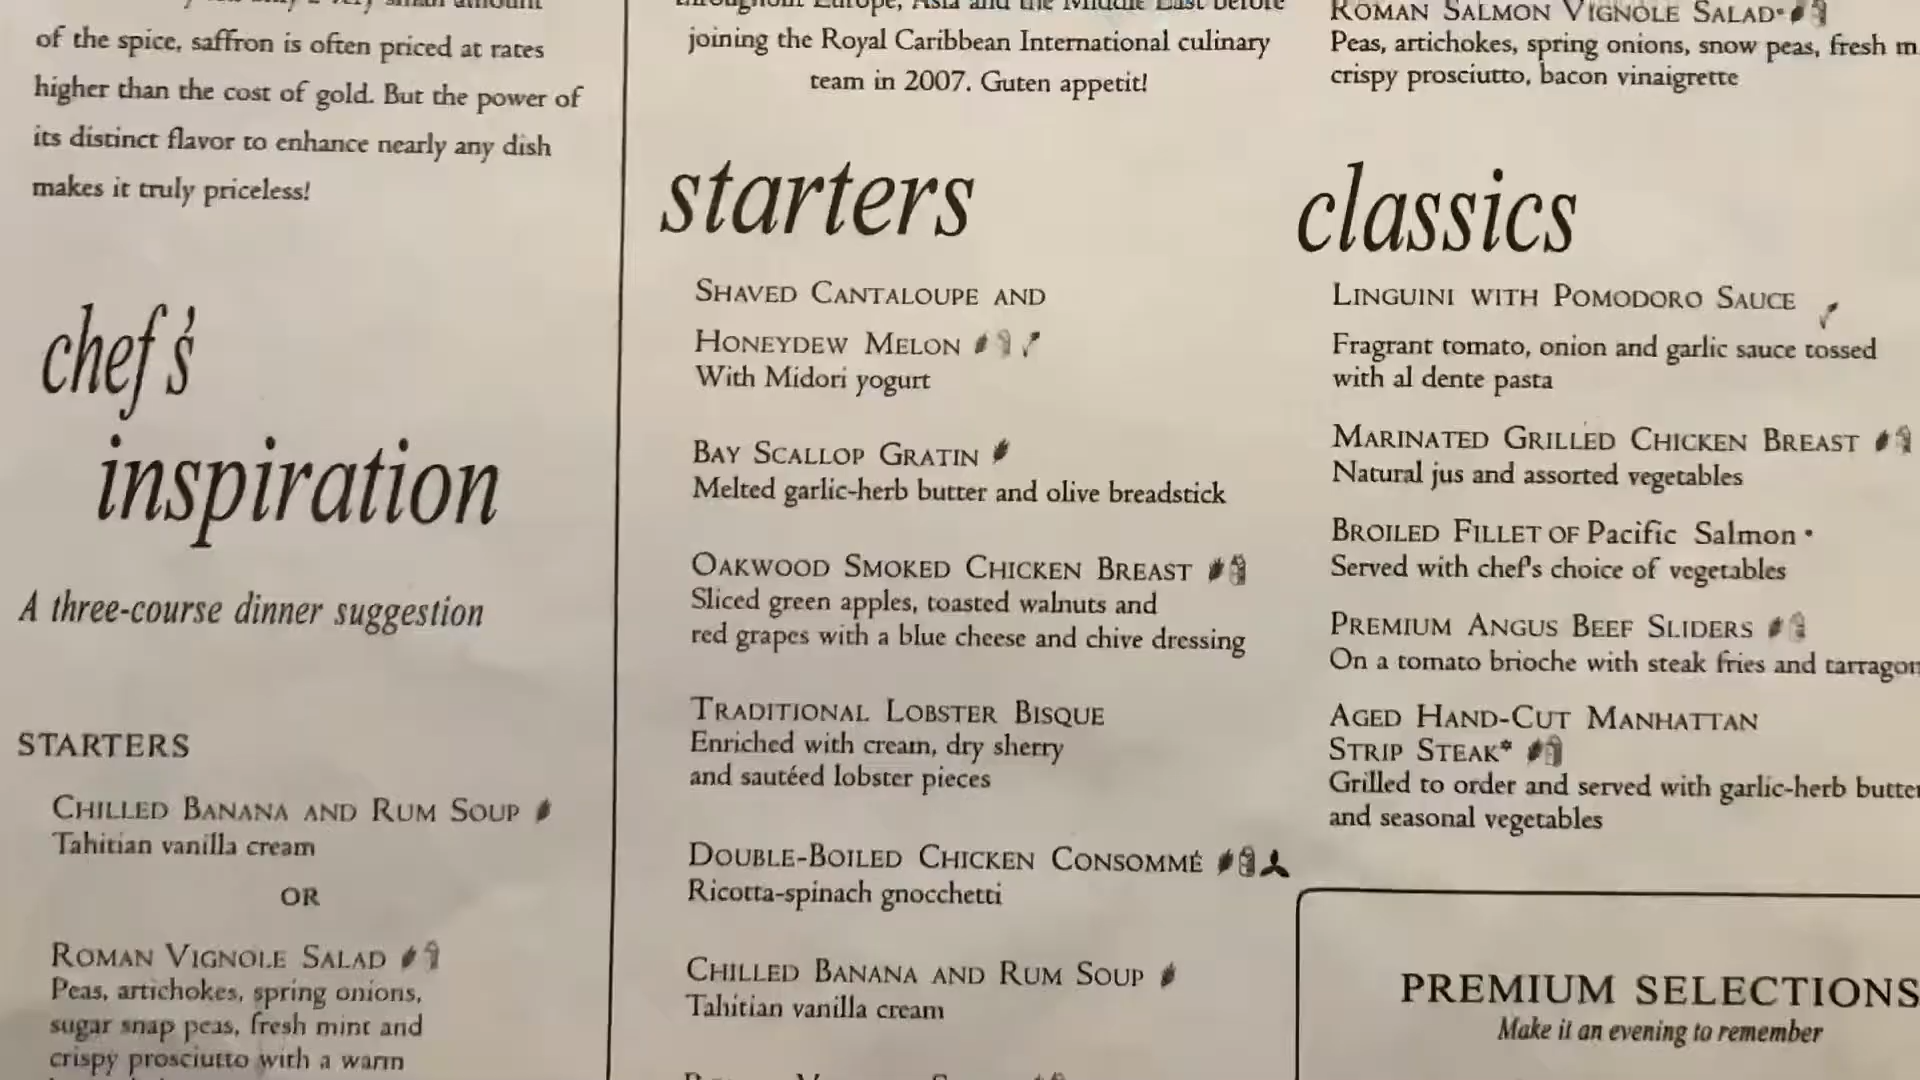 of the spice, saffron is often priced at rates
higher than the cost of gold. But the power of
its distinct flavor to enhance nearly any dish
makes it truly priceless!
chef's
inspiration
A three-course dinner suggestion
STARTERS
CHILLED BANANA AND RUM SOUP
Tahitian vanilla cream
OR
ROMAN VIGNOLE SALAD
Peas, artichokes, spring onions,
sugar snap peas, fresh mint and
crispy prosciutto with a warm
throughout Europe, Asia and the Middle East before
joining the Royal Caribbean International culinary
team in 2007. Guten appetit!
starters
SHAVED CANTALOUPE AND
HONEYDEW MELON
With Midori yogurt
BAY SCALLOP GRATIN
Melted garlic-herb butter and olive breadstick
OAKWOOD SMOKED CHICKEN BREAST
Sliced green apples, toasted walnuts and
red grapes with a blue cheese and chive dressing
TRADITIONAL LOBSTER BISQUE
Enriched with cream, dry sherry
and sautéed lobster pieces
DOUBLE-BOILED CHICKEN CONSOMMÉ
Ricotta-spinach gnocchetti
CHILLED BANANA AND RUM SOUP
Tahitian vanilla cream
ROMAN SALMON VIGNOLE SALAD*
Peas, artichokes, spring onions, snow peas, fresh
crispy prosciutto, bacon vinaigrette
classics
LINGUINI WITH POMODORO SAUCE
Fragrant tomato, onion and garlic sauce tossed
with al dente pasta
MARINATED GRILLED CHICKEN BREAST
Natural jus and assorted vegetables
BROILED FILLET OF Pacific Salmon *
Served with chef's choice of vegetables
PREMIUM ANGUS BEEF SLIDERS
On a tomato brioche with steak fries and tarragon
AGED HAND-CUT MANHATTAN
STRIP STEAK*
Grilled to order and served with garlic-herb butter
and seasonal vegetables
PREMIUM SELECTIONS
Make it an evening to remember